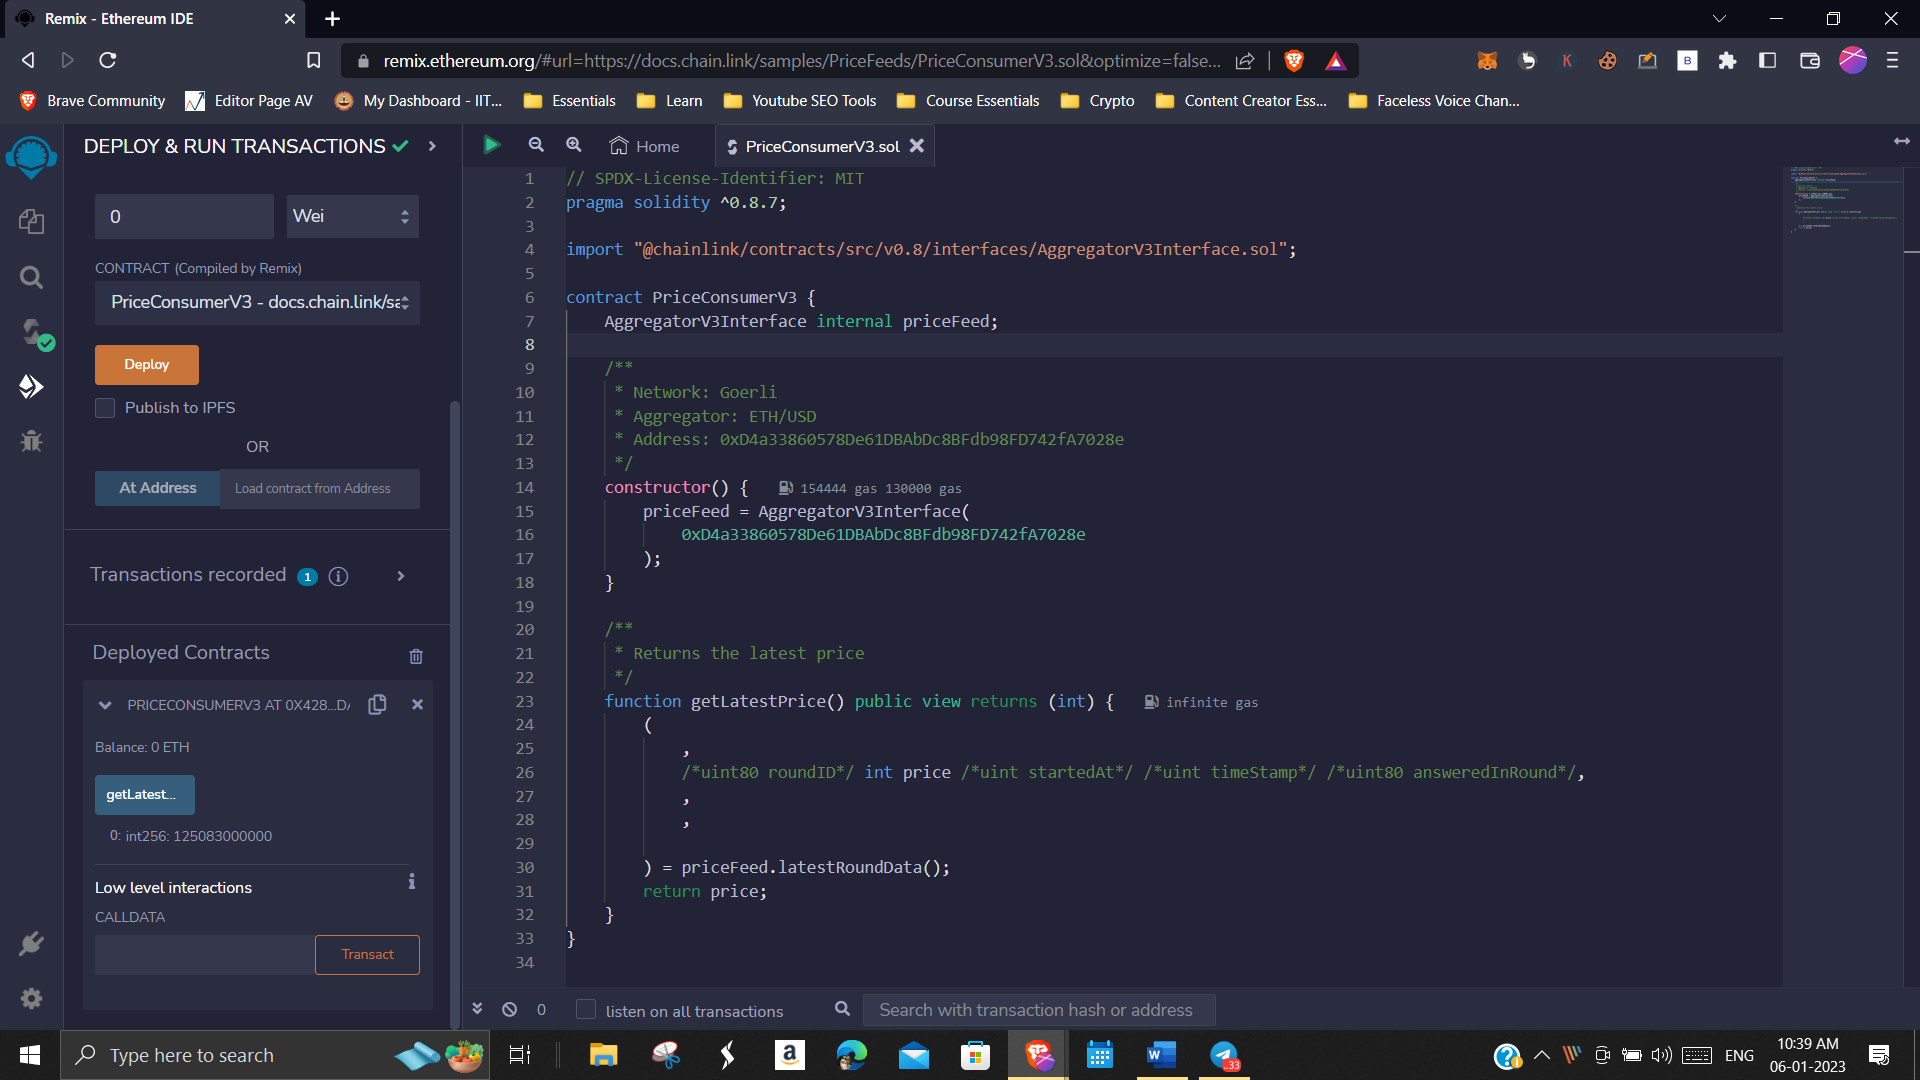 Remix - Ethereum IDE
remix.ethereum.org/#url=https://docs.chain.link/samples/PriceFeeds/PriceConsumerV3.sol&optimize=false...
Brave Community
Editor Page AV
My Dashboard - IIT...
Essentials
Learn
Youtube SEO Tools
Course Essentials
Crypto
Content Creator Ess...
Faceless Voice Chan...
DEPLOY & RUN TRANSACTIONS
0
Wei
CONTRACT (Compiled by Remix)
PriceConsumerV3 - docs.chain.link/sa
Deploy
Publish to IPFS
OR
At Address
Load contract from Address
Transactions recorded 1 i
Deployed Contracts
PRICECONSUMERV3 AT 0X428...DA
Balance: 0 ETH
getLatest...
0: int256: 125083000000
Low level interactions
i
CALLDATA
Transact
Home
PriceConsumerV3.sol
1 // SPDX-License-Identifier: MIT
2 pragma solidity ^0.8.7;
3
4 import "@chainlink/contracts/src/v0.8/interfaces/AggregatorV3Interface.sol";
5
6 contract PriceConsumerV3 {
7 AggregatorV3Interface internal priceFeed;
8
9 /**
10 * Network: Goerli
11 * Aggregator: ETH/USD
12 * Address: 0xD4a33860578De61DBAbDc8BFdb98FD742fA7028e
13 */
14 constructor() { 154444 gas 130000 gas
15 priceFeed = AggregatorV3Interface(
16 0xD4a33860578De61DBAbDc8BFdb98FD742fA7028e
17 );
18 }
19
20 /**
21 * Returns the latest price
22 */
23 function getLatestPrice() public view returns (int) { infinite gas
24 (
25 ,
26 /*uint80 roundID*/ int price /*uint startedAt*/ /*uint timeStamp*/ /*uint80 answeredInRound*/,
27 ,
28 ,
29
30 ) = priceFeed.latestRoundData();
31 return price;
32 }
33 }
34
0
listen on all transactions
Search with transaction hash or address
Type here to search
33
ENG
10:39 AM
06-01-2023